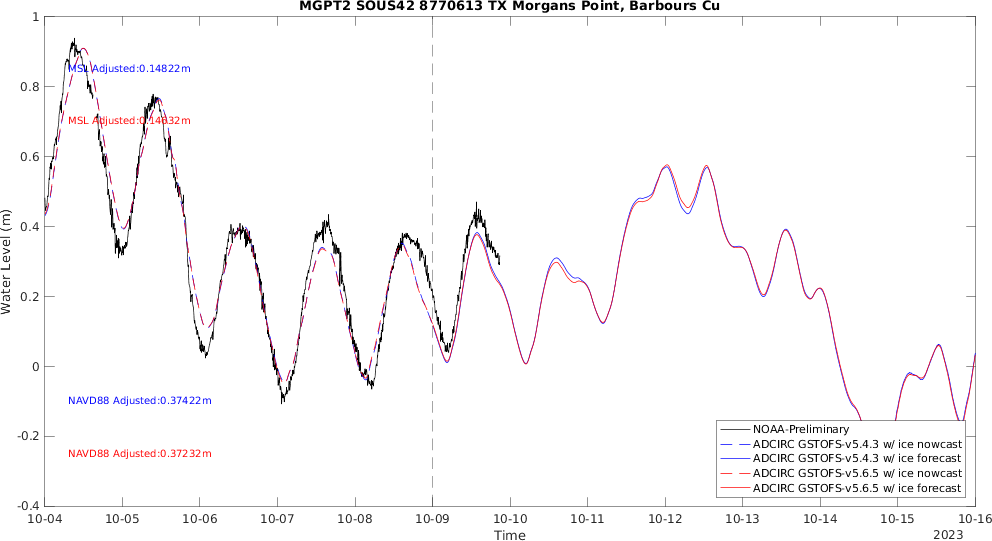 MGPT2 SOUS42 8770613 TX Morgans Point, Barbours Cu
Water Level (m)
1
0.8
0.6
0.4
0.2
0
-0.2
-0.4
MSL Adjusted:0.14822m
MSL Adjusted:0.14632m
NAVD88 Adjusted:0.37422m
NAVD88 Adjusted:0.37232m
NOAA-Preliminary
ADCIRC GSTOFS-v5.4.3 w/ ice nowcast
ADCIRC GSTOFS-v5.4.3 w/ ice forecast
ADCIRC GSTOFS-v5.6.5 w/ ice nowcast
ADCIRC GSTOFS-v5.6.5 w/ ice forecast
10-04 10-05 10-06 10-07 10-08 10-09 10-10 10-11 10-12 10-13 10-14 10-15 10-16
Time
2023